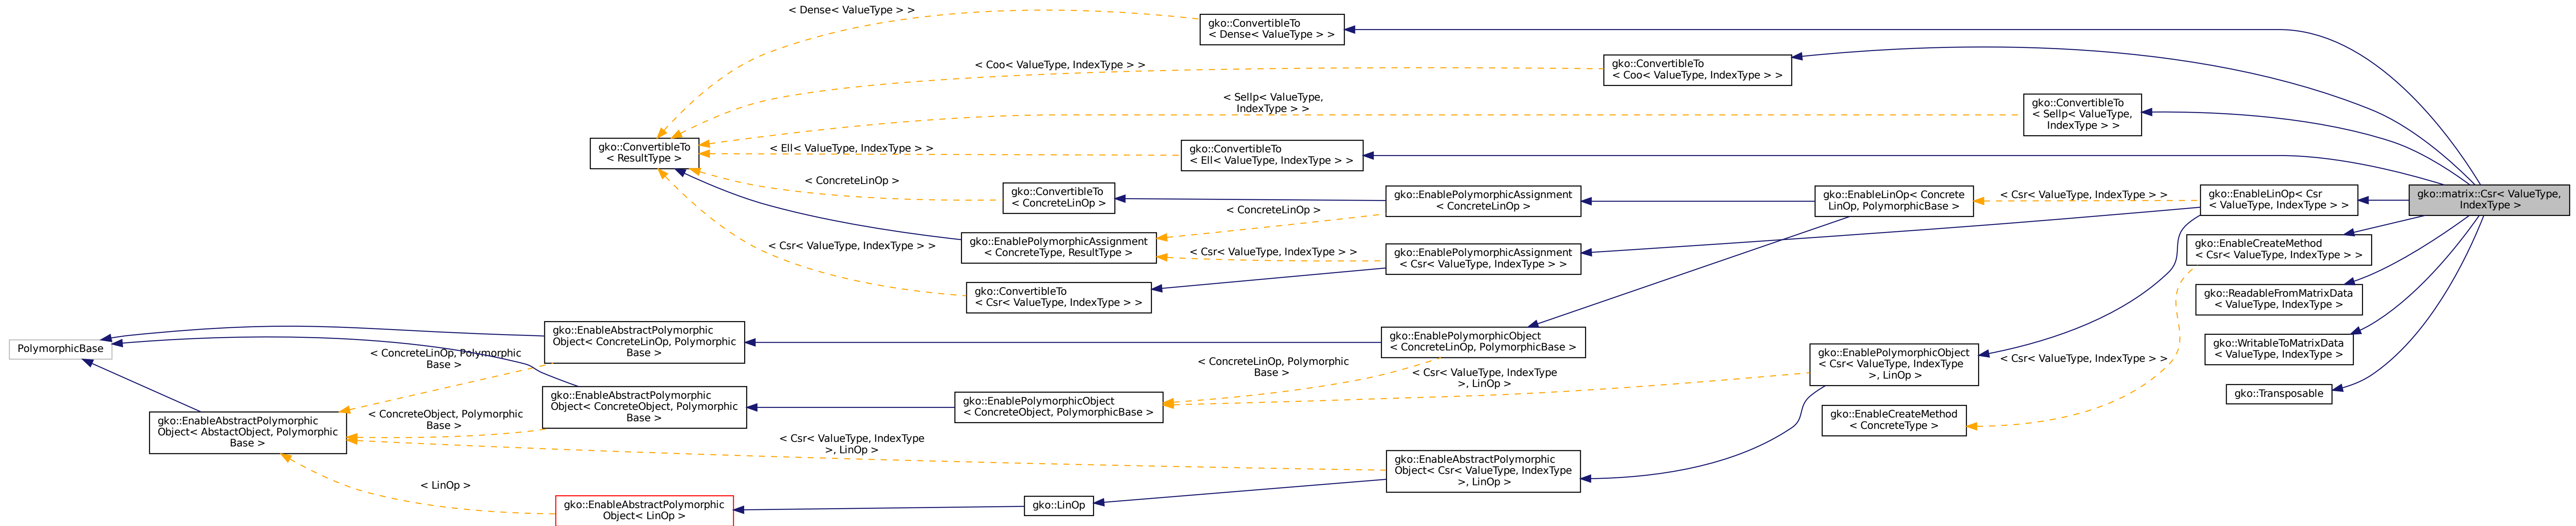 < Dense< ValueType > >
gko::ConvertibleTo
< Dense< ValueType > >
< Coo< ValueType, IndexType > >
gko::ConvertibleTo
< Coo< ValueType, IndexType > >
< Sellp< ValueType,
IndexType > >
gko::ConvertibleTo
< Sellp< ValueType,
IndexType > >
gko::ConvertibleTo
< ResultType >
< Ell< ValueType, IndexType > >
gko::ConvertibleTo
< Ell< ValueType, IndexType > >
< ConcreteLinOp >
gko::ConvertibleTo
< ConcreteLinOp >
gko::EnablePolymorphicAssignment
< ConcreteLinOp >
gko::EnableLinOp< Concrete
LinOp, PolymorphicBase >
< Csr< ValueType, IndexType > >
gko::EnableLinOp< Csr
< ValueType, IndexType > >
gko::matrix::Csr< ValueType,
IndexType >
< ConcreteLinOp >
< Csr< ValueType, IndexType > >
gko::EnablePolymorphicAssignment
< ConcreteType, ResultType >
< Csr< ValueType, IndexType > >
gko::EnablePolymorphicAssignment
< Csr< ValueType, IndexType > >
gko::EnableCreateMethod
< Csr< ValueType, IndexType > >
gko::ConvertibleTo
< Csr< ValueType, IndexType > >
gko::ReadableFromMatrixData
< ValueType, IndexType >
PolymorphicBase
gko::EnableAbstractPolymorphic
Object< ConcreteLinOp, Polymorphic
Base >
gko::EnablePolymorphicObject
< ConcreteLinOp, PolymorphicBase >
gko::WritableToMatrixData
< ValueType, IndexType >
< ConcreteLinOp, Polymorphic
Base >
< ConcreteLinOp, Polymorphic
Base >
< Csr< ValueType, IndexType
>, LinOp >
gko::EnablePolymorphicObject
< Csr< ValueType, IndexType
>, LinOp >
< Csr< ValueType, IndexType > >
gko::Transposable
gko::EnableAbstractPolymorphic
Object< ConcreteObject, Polymorphic
Base >
gko::EnablePolymorphicObject
< ConcreteObject, PolymorphicBase >
gko::EnableCreateMethod
< ConcreteType >
gko::EnableAbstractPolymorphic
Object< AbstactObject, Polymorphic
Base >
< ConcreteObject, Polymorphic
Base >
< Csr< ValueType, IndexType
>, LinOp >
gko::EnableAbstractPolymorphic
Object< Csr< ValueType, IndexType
>, LinOp >
< LinOp >
gko::EnableAbstractPolymorphic
Object< LinOp >
gko::LinOp